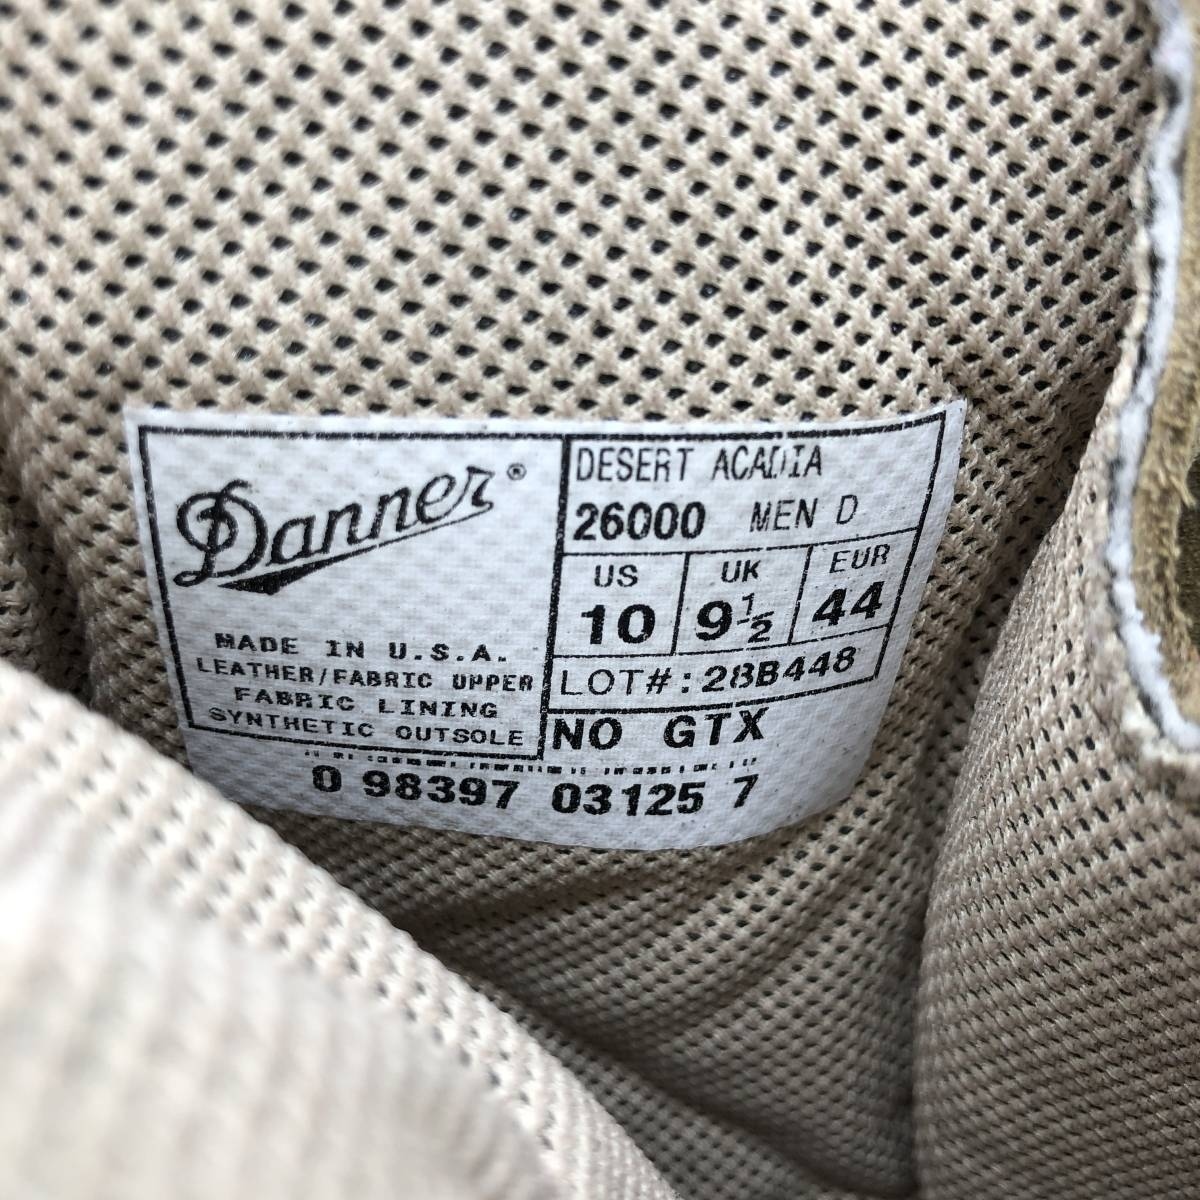 Danner®
MADE IN U.S.A.
LEATHER/FABRIC UPPER
FABRIC LINING
SYNTHETIC OUTSOLE
DESERT ACADIA
26000 MEN D
US UK EUR
10 9½ 44
LOT#:28B448
NO GTX
0 98397 03125 7